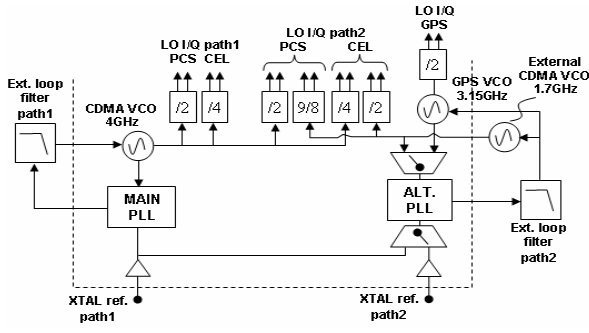 LO I/Q
GPS
LO I/Q path1
PCS CEL
LO I/Q path2
PCS CEL
/2
External
CDMA VCO
1.7GHz
Ext. loop
filter
path1
CDMA VCO
4GHz
/2
/4
/2
9/8
/4
/2
GPS VCO
3.15GHz
MAIN
PLL
ALT.
PLL
Ext. loop
filter
path2
XTAL ref.
path1
XTAL ref.
path2